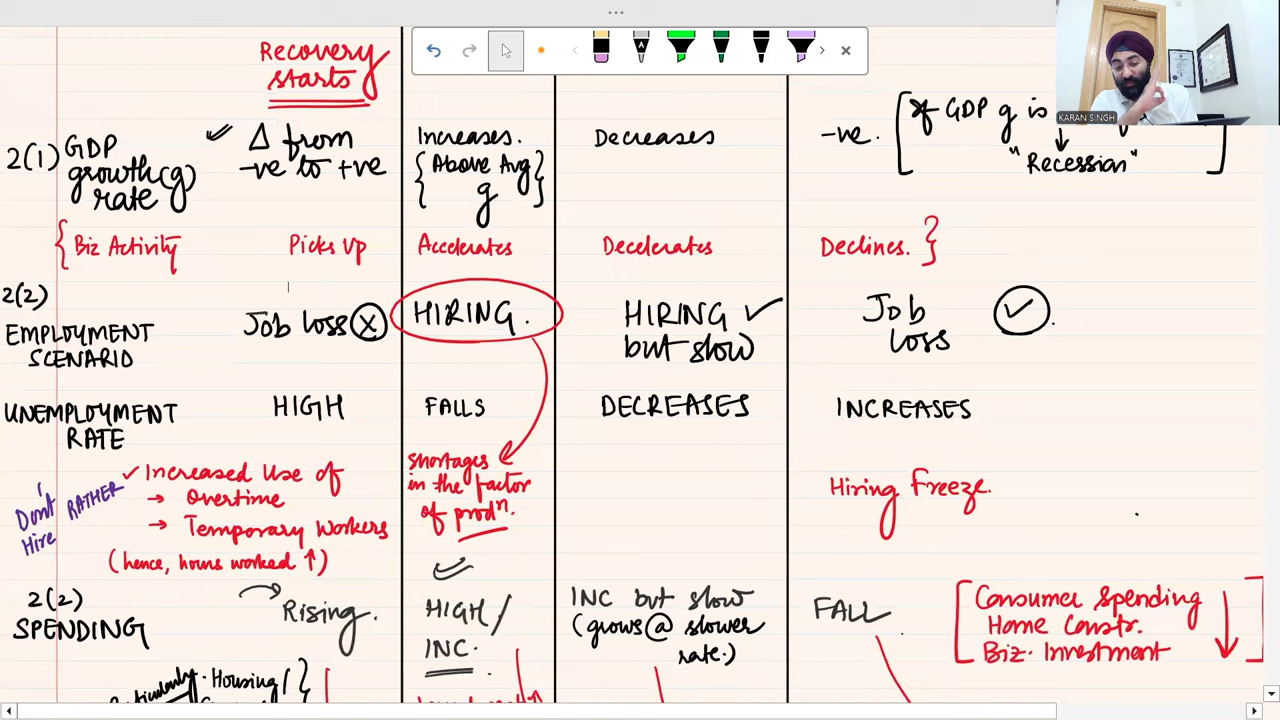 Recovery
starts
KARAN SINGH
2(1) GDP
growth(g)
rate
Δ from
-ve to +ve
Increases.
{Above Avg
g}
Decreases
-ve.
[If GDP g is
"Recession"]
{Biz Activity
Picks Up
Accelerates
Decelerates
Declines.}
2(2)
EMPLOYMENT
SCENARIO
Job loss
HIRING.
HIRING ✓
but slow
Job
loss
UNEMPLOYMENT
RATE
HIGH
FALLS
DECREASES
INCREASES
Don't
Hire
RATHER
✓ Increased Use of
→ Overtime
→ Temporary Workers
(hence, hours worked ↑)
shortages
in the factor
of prodⁿ.
Hiring Freeze.
2(2)
SPENDING
Rising.
HIGH/
INC.
INC but slow
(grows @ slower
rate.)
FALL
[Consumer Spending
Home Constr.
Biz. Investment ↓]
Particularly. Housing/}